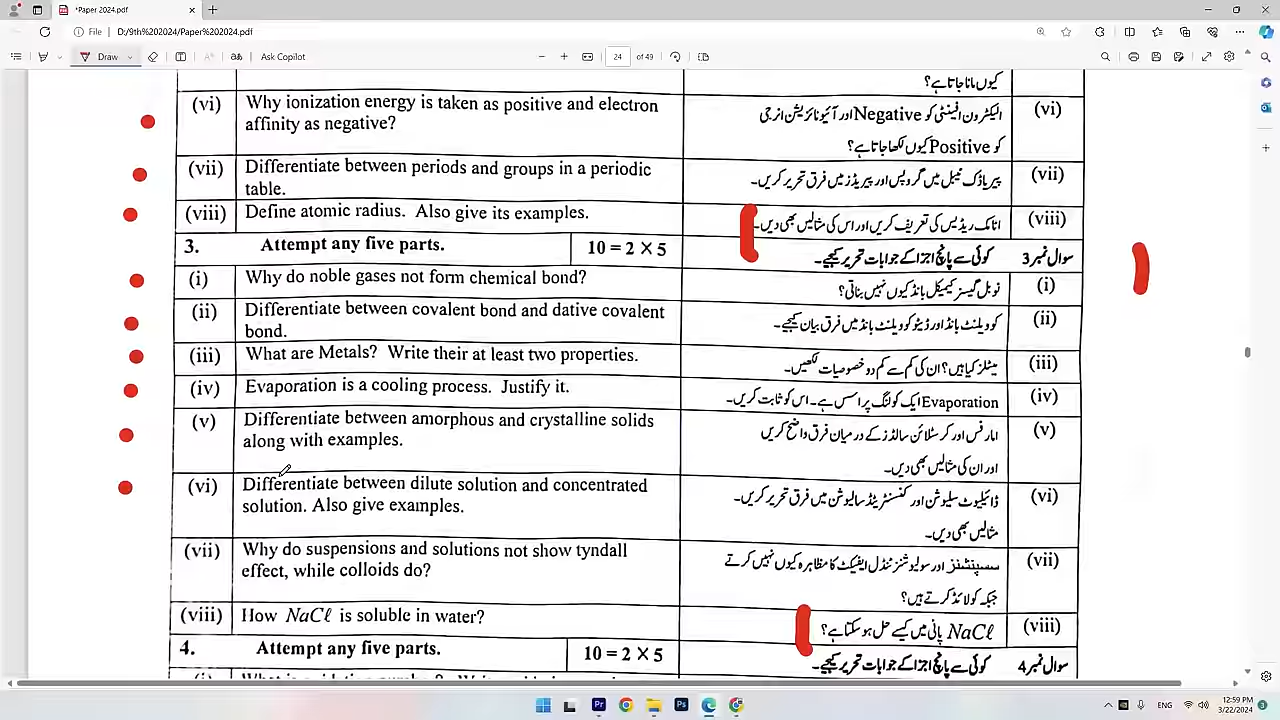 *Paper 2024.pdf
File
D:/9th%202024/Paper%202024.pdf
Draw
Ask Copilot
24
of 49
کیوں مانا جاتا ہے؟
(vi) Why ionization energy is taken as positive and electron
affinity as negative?
الیکٹرون افینٹی کو Negative اور آئیونائزیشن انرجی (vi)
کو Positive کیوں لکھا جاتا ہے؟
(vii) Differentiate between periods and groups in a periodic
table.
پیریاڈک ٹیبل میں گروپس اور پیریڈز میں فرق تحریر کریں۔ (vii)
(viii) Define atomic radius. Also give its examples.
اٹامک ریڈیس کی تعریف کریں اور اس کی مثالیں بھی دیں۔ (viii)
3. Attempt any five parts. 10 = 2 × 5
کوئی سے پانچ اجزا کے جوابات تحریر کیجیے۔ سوال نمبر 3
(i) Why do noble gases not form chemical bond?
نوبل گیسز کیمیکل بانڈ کیوں نہیں بناتی؟ (i)
(ii) Differentiate between covalent bond and dative covalent
bond.
کوویلنٹ بانڈ اور ڈیٹو کوویلنٹ بانڈ میں فرق بیان کیجیے۔ (ii)
(iii) What are Metals? Write their at least two properties.
میٹلز کیا ہیں؟ ان کی کم سے کم دو خصوصیات لکھیں۔ (iii)
(iv) Evaporation is a cooling process. Justify it.
Evaporation ایک کولنگ پراسس ہے۔ اس کو ثابت کریں۔ (iv)
(v) Differentiate between amorphous and crystalline solids
along with examples.
امارفس اور کرسٹلائن سالڈز کے درمیان فرق واضح کریں (v)
اور ان کی مثالیں بھی دیں۔
(vi) Differentiate between dilute solution and concentrated
solution. Also give examples.
ڈائیلیوٹ سلیوشن اور کنسنٹریٹڈ سالیوشن میں فرق تحریر کریں۔ (vi)
مثالیں بھی دیں۔
(vii) Why do suspensions and solutions not show tyndall
effect, while colloids do?
سسپنشنز اور سولیوشنز ٹنڈل ایفیکٹ کا مظاہرہ کیوں نہیں کرتے (vii)
جبکہ کولائڈ کرتے ہیں؟
(viii) How NaCℓ is soluble in water?
NaCℓ پانی میں کیسے حل ہو سکتا ہے؟ (viii)
4. Attempt any five parts. 10 = 2 × 5
کوئی سے پانچ اجزا کے جوابات تحریر کیجیے۔ سوال نمبر 4
ENG
12:59 PM
3/22/2024